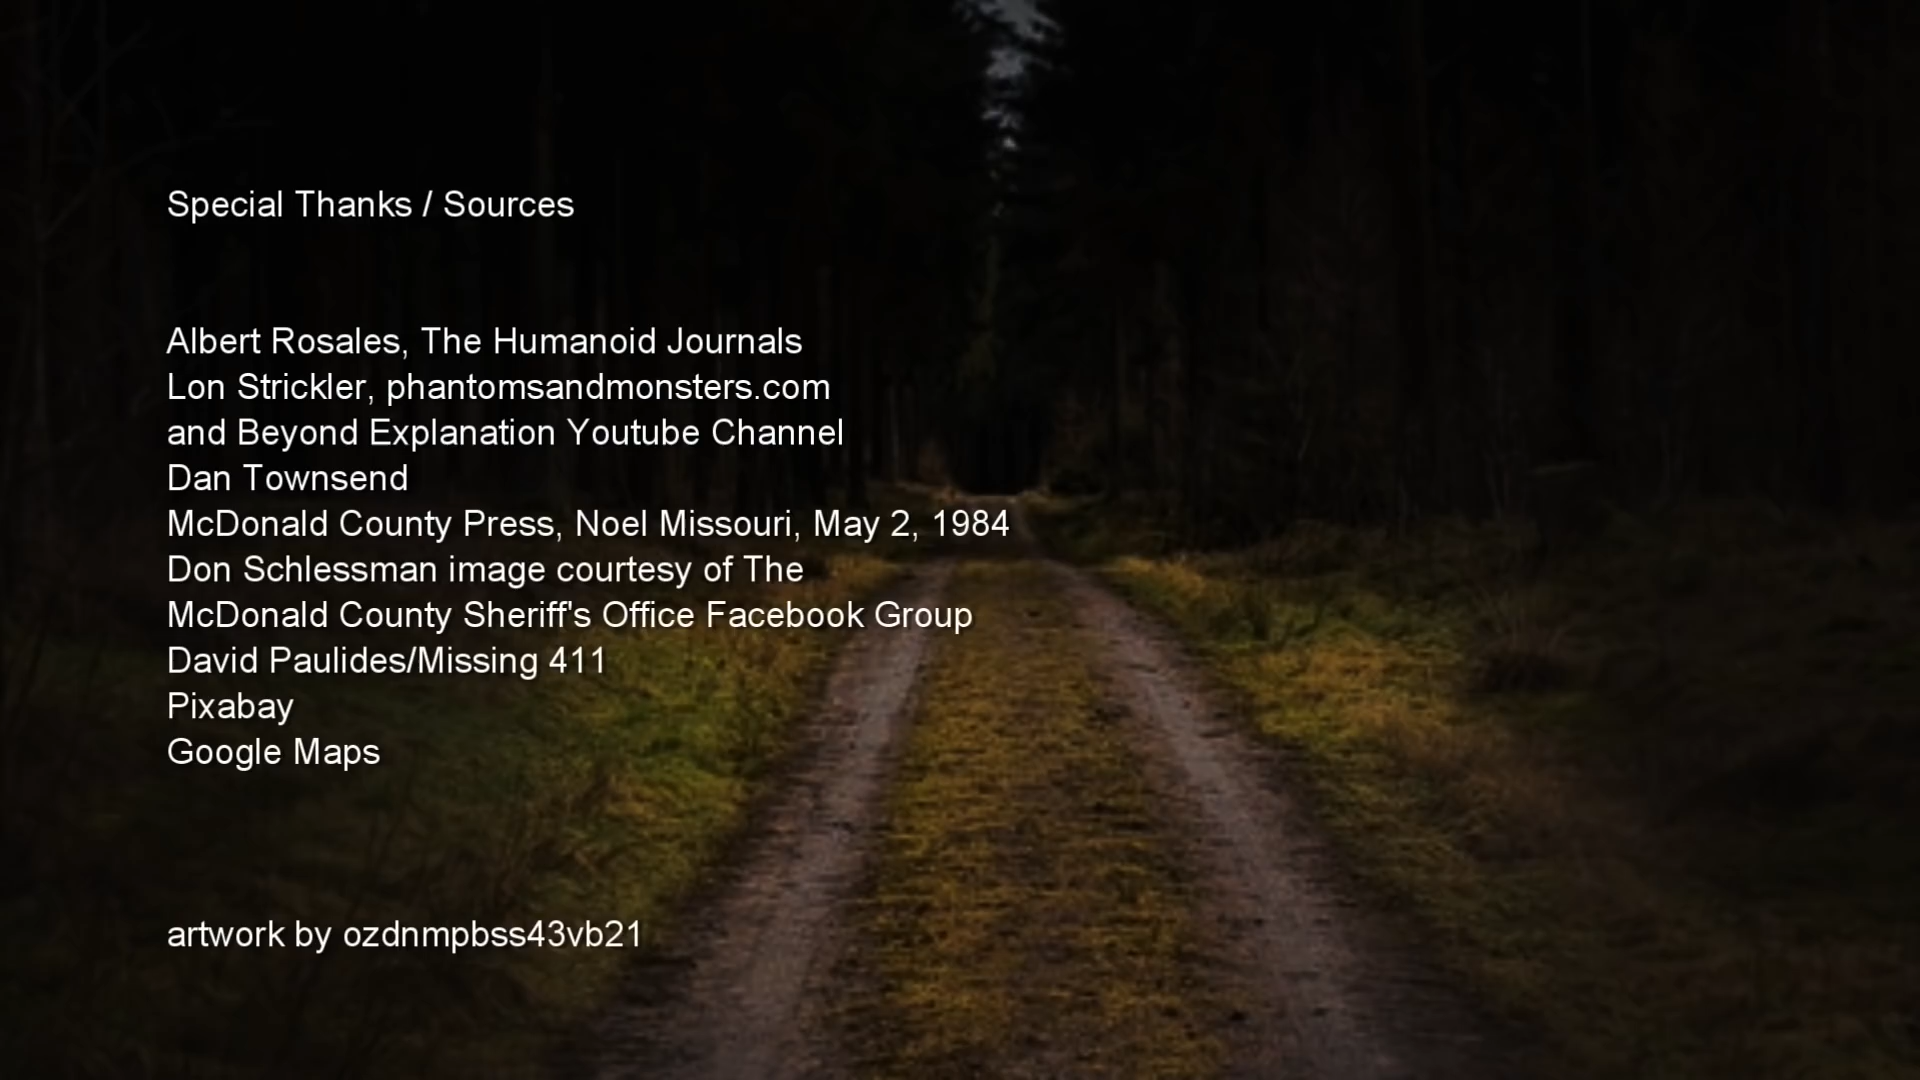 Special Thanks / Sources
Albert Rosales, The Humanoid Journals
Lon Strickler, phantomsandmonsters.com
and Beyond Explanation Youtube Channel
Dan Townsend
McDonald County Press, Noel Missouri, May 2, 1984
Don Schlessman image courtesy of The
McDonald County Sheriff's Office Facebook Group
David Paulides/Missing 411
Pixabay
Google Maps
artwork by ozdnmpbss43vb21